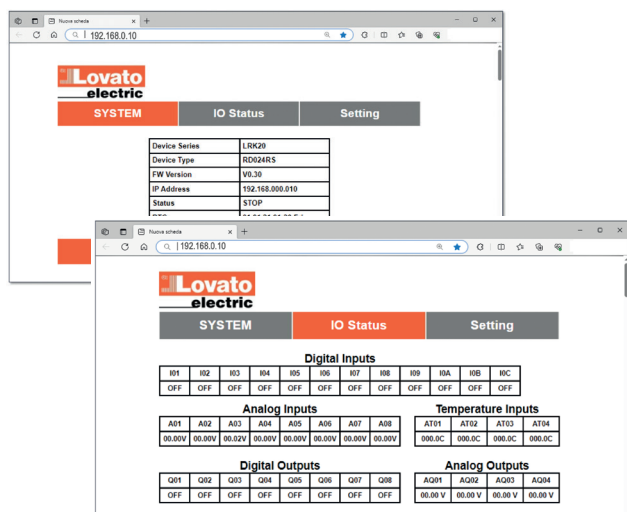 Nuova scheda
192.168.0.10
Lovato
electric
SYSTEM IO Status Setting
Device Series LRK20
Device Type RD024RS
FW Version V0.30
IP Address 192.168.000.010
Status STOP
Nuova scheda
192.168.0.10
Lovato
electric
SYSTEM IO Status Setting
Digital Inputs
I01 I02 I03 I04 I05 I06 I07 I08 I09 I0A I0B I0C
OFF OFF OFF OFF OFF OFF OFF OFF OFF OFF OFF OFF
Analog Inputs Temperature Inputs
A01 A02 A03 A04 A05 A06 A07 A08 AT01 AT02 AT03 AT04
00.00V 00.00V 00.02V 00.00V 00.00V 00.00V 00.00V 00.00V 000.0C 000.0C 000.0C 000.0C
Digital Outputs Analog Outputs
Q01 Q02 Q03 Q04 Q05 Q06 Q07 Q08 AQ01 AQ02 AQ03 AQ04
OFF OFF OFF OFF OFF OFF OFF OFF 00.00 V 00.00 V 00.00 V 00.00 V